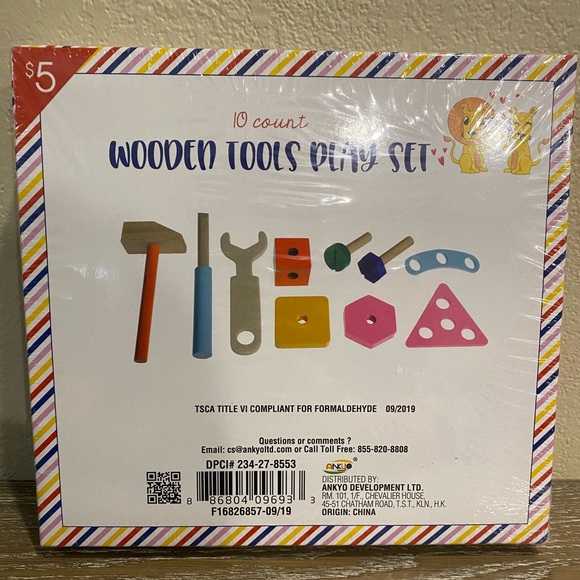 $5
10 count
WOODEN TOOLS PLAY SET
TSCA TITLE VI COMPLIANT FOR FORMALDEHYDE 09/2019
Questions or comments ?
Email: cs@ankyoltd.com or Call Toll Free: 855-820-8808
DPCI# 234-27-8553
8 86804 09693 3
F16826857-09/19
ANKYO
DISTRIBUTED BY:
ANKYO DEVELOPMENT LTD.
RM. 101, 1/F., CHEVALIER HOUSE,
45-51 CHATHAM ROAD, T.S.T., KLN., H.K.
ORIGIN: CHINA